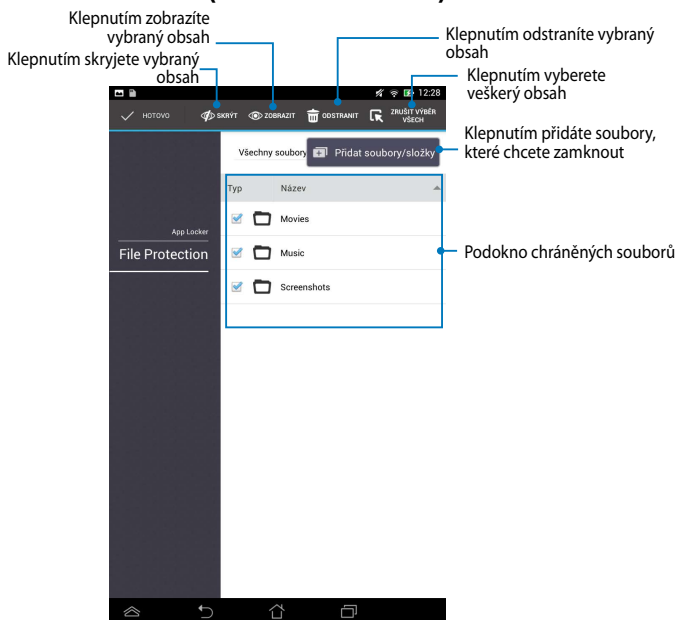 Klepnutím zobrazíte
vybraný obsah
Klepnutím skryjete vybraný
obsah
Klepnutím odstraníte vybraný
obsah
Klepnutím vyberete
veškerý obsah
12:28
HOTOVO
SKRÝT
ZOBRAZIT
ODSTRANIT
ZRUŠIT VÝBĚR
VŠECH
Klepnutím přidáte soubory,
které chcete zamknout
Všechny soubory
Přidat soubory/složky
Typ
Název
Movies
App Locker
File Protection
Music
Podokno chráněných souborů
Screenshots